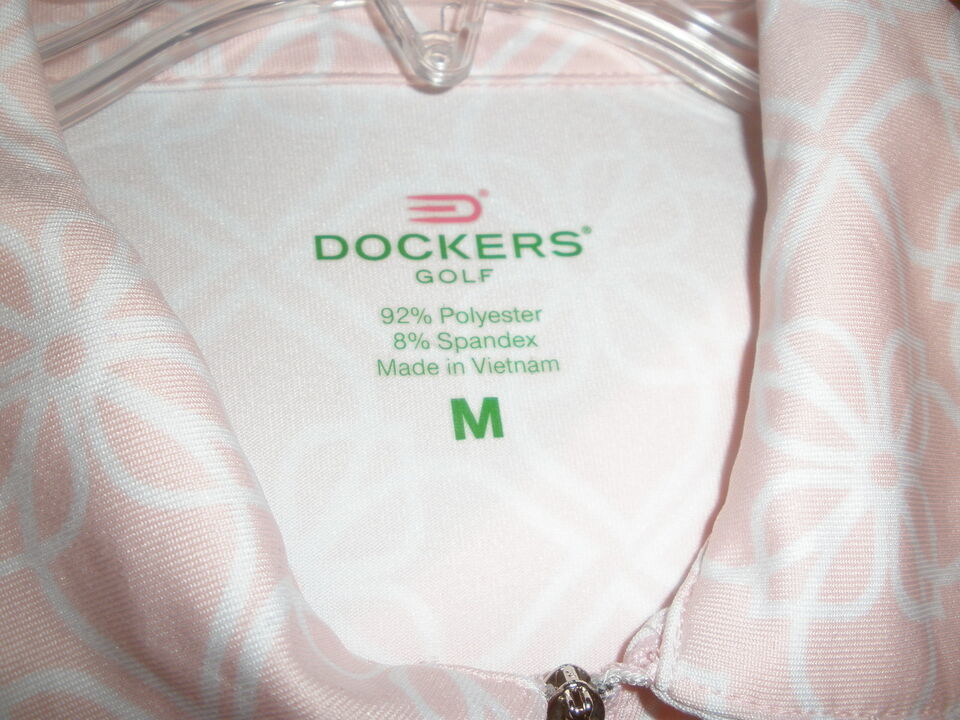 DOCKERS®
GOLF
92% Polyester
8% Spandex
Made in Vietnam
M